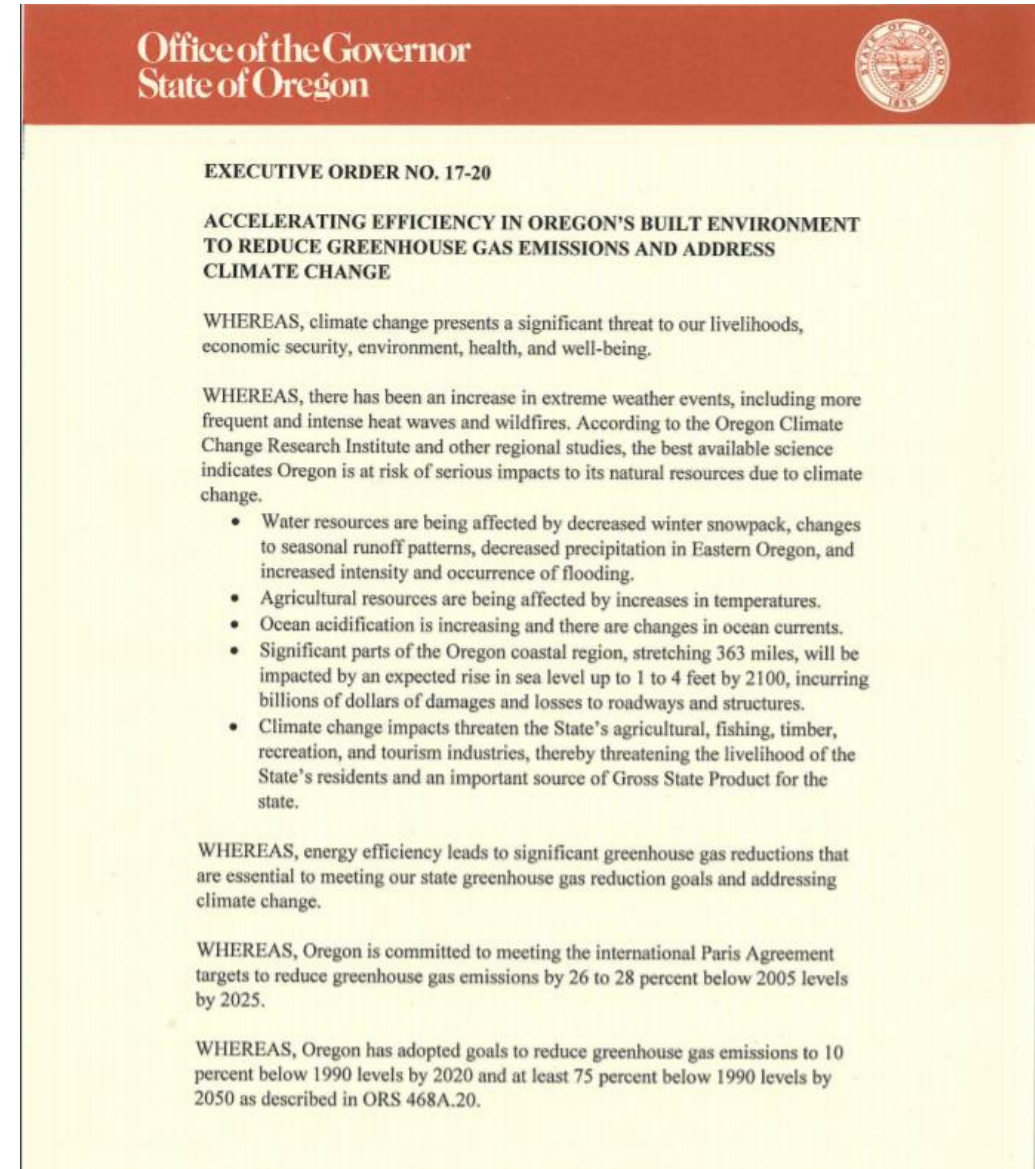 Office of the Governor
State of Oregon
STATE OF OREGON
1859
EXECUTIVE ORDER NO. 17-20
ACCELERATING EFFICIENCY IN OREGON'S BUILT ENVIRONMENT
TO REDUCE GREENHOUSE GAS EMISSIONS AND ADDRESS
CLIMATE CHANGE
WHEREAS, climate change presents a significant threat to our livelihoods,
economic security, environment, health, and well-being.
WHEREAS, there has been an increase in extreme weather events, including more
frequent and intense heat waves and wildfires. According to the Oregon Climate
Change Research Institute and other regional studies, the best available science
indicates Oregon is at risk of serious impacts to its natural resources due to climate
change.
• Water resources are being affected by decreased winter snowpack, changes
to seasonal runoff patterns, decreased precipitation in Eastern Oregon, and
increased intensity and occurrence of flooding.
• Agricultural resources are being affected by increases in temperatures.
• Ocean acidification is increasing and there are changes in ocean currents.
• Significant parts of the Oregon coastal region, stretching 363 miles, will be
impacted by an expected rise in sea level up to 1 to 4 feet by 2100, incurring
billions of dollars of damages and losses to roadways and structures.
• Climate change impacts threaten the State's agricultural, fishing, timber,
recreation, and tourism industries, thereby threatening the livelihood of the
State's residents and an important source of Gross State Product for the
state.
WHEREAS, energy efficiency leads to significant greenhouse gas reductions that
are essential to meeting our state greenhouse gas reduction goals and addressing
climate change.
WHEREAS, Oregon is committed to meeting the international Paris Agreement
targets to reduce greenhouse gas emissions by 26 to 28 percent below 2005 levels
by 2025.
WHEREAS, Oregon has adopted goals to reduce greenhouse gas emissions to 10
percent below 1990 levels by 2020 and at least 75 percent below 1990 levels by
2050 as described in ORS 468A.20.